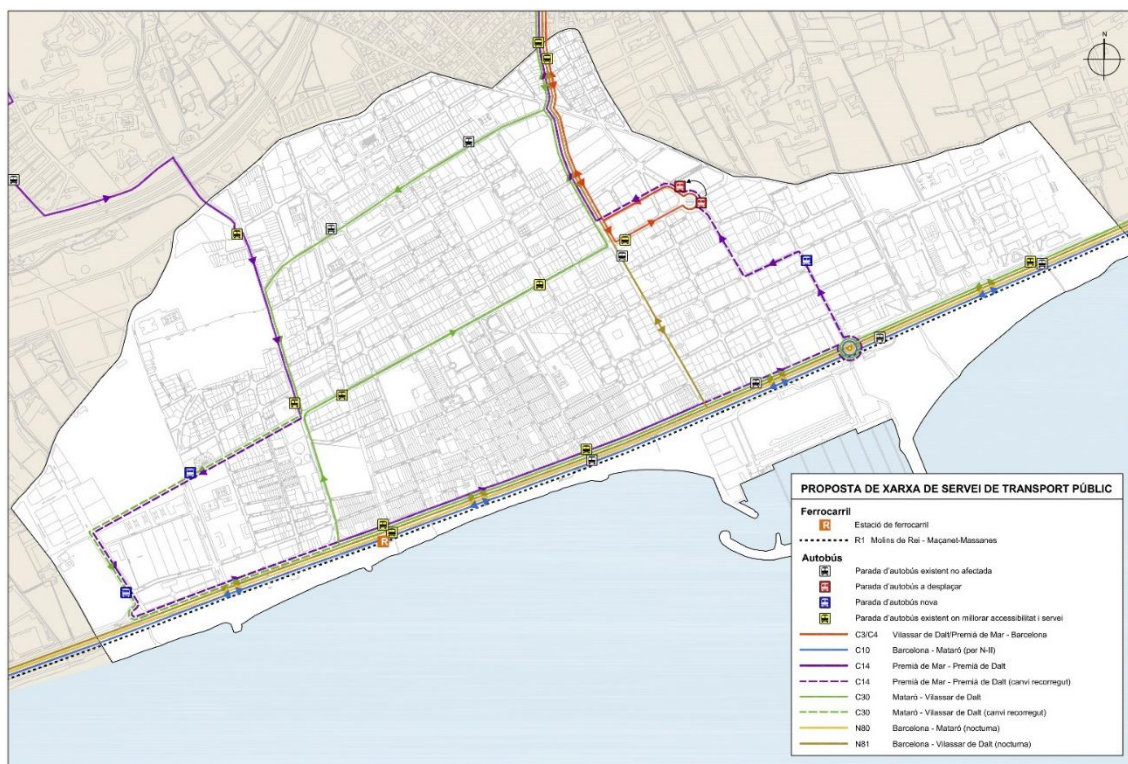 N
PROPOSTA DE XARXA DE SERVEI DE TRANSPORT PÚBLIC
Ferrocarril
R Estació de ferrocarril
R1 Molins de Rei - Maçanet-Massanes
Autobús
Parada d'autobús existent no afectada
Parada d'autobús a desplaçar
Parada d'autobús nova
Parada d'autobús existent on millorar accessibilitat i servei
C3/C4 Vilassar de Dalt/Premià de Mar - Barcelona
C10 Barcelona - Mataró (por N-II)
C14 Premià de Mar - Premià de Dalt
C14 Premià de Mar - Premià de Dalt (canvi recorregut)
C30 Mataró - Vilassar de Dalt
C30 Mataró - Vilassar de Dalt (canvi recorregut)
N80 Barcelona - Mataró (nocturna)
N81 Barcelona - Vilassar de Dalt (nocturna)
R